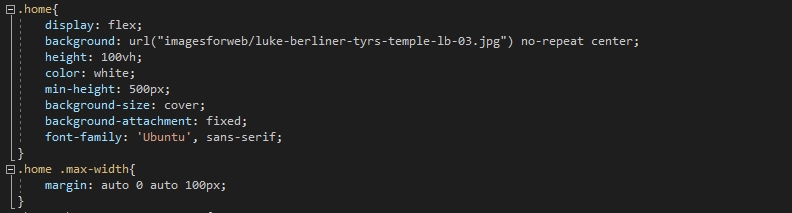 .home{
display: flex;
background: url("imagesforweb/luke-berliner-tyrs-temple-lb-03.jpg") no-repeat center;
height: 100vh;
color: white;
min-height: 500px;
background-size: cover;
background-attachment: fixed;
font-family: 'Ubuntu', sans-serif;
}
.home .max-width{
margin: auto 0 auto 100px;
}